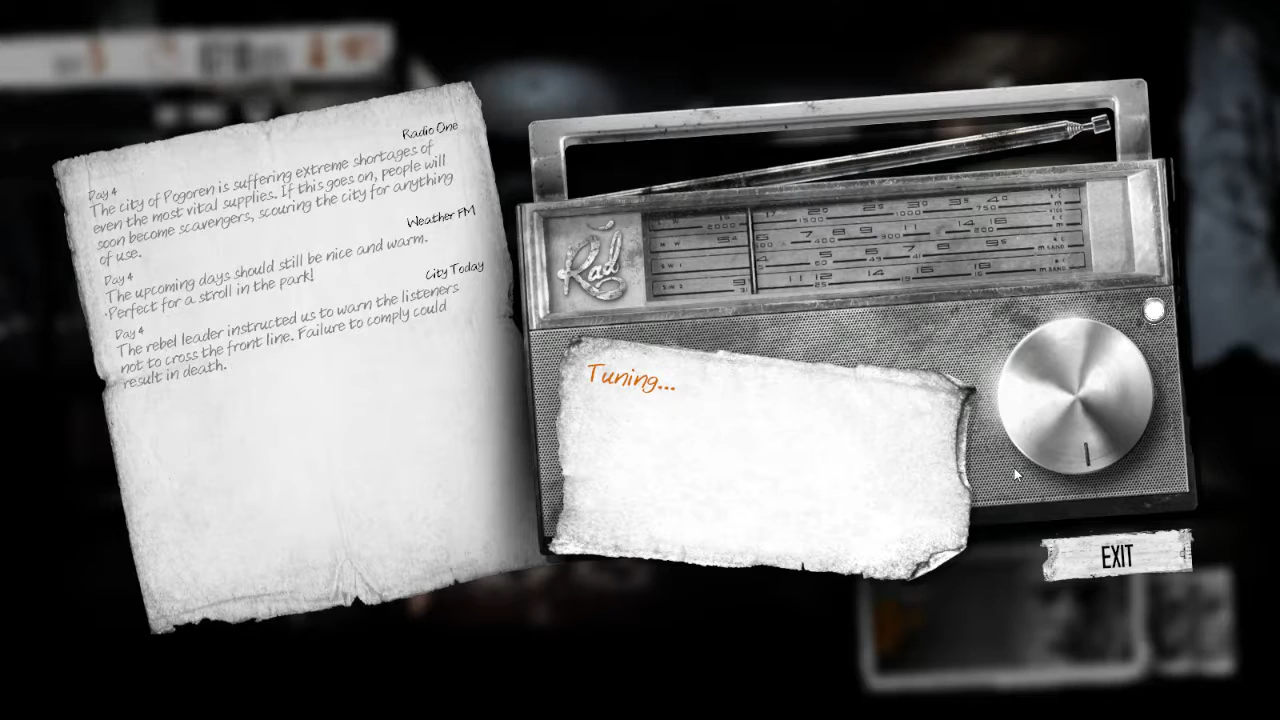 Radio One
Day 4
The city of Pogoren is suffering extreme shortages of
even the most vital supplies. If this goes on, people will
soon become scavengers, scouring the city for anything
of use.
Weather FM
Day 4
The upcoming days should still be nice and warm.
Perfect for a stroll in the park!
City Today
Day 4
The rebel leader instructed us to warn the listeners
not to cross the front line. Failure to comply could
result in death.
Rad
Tuning...
EXIT